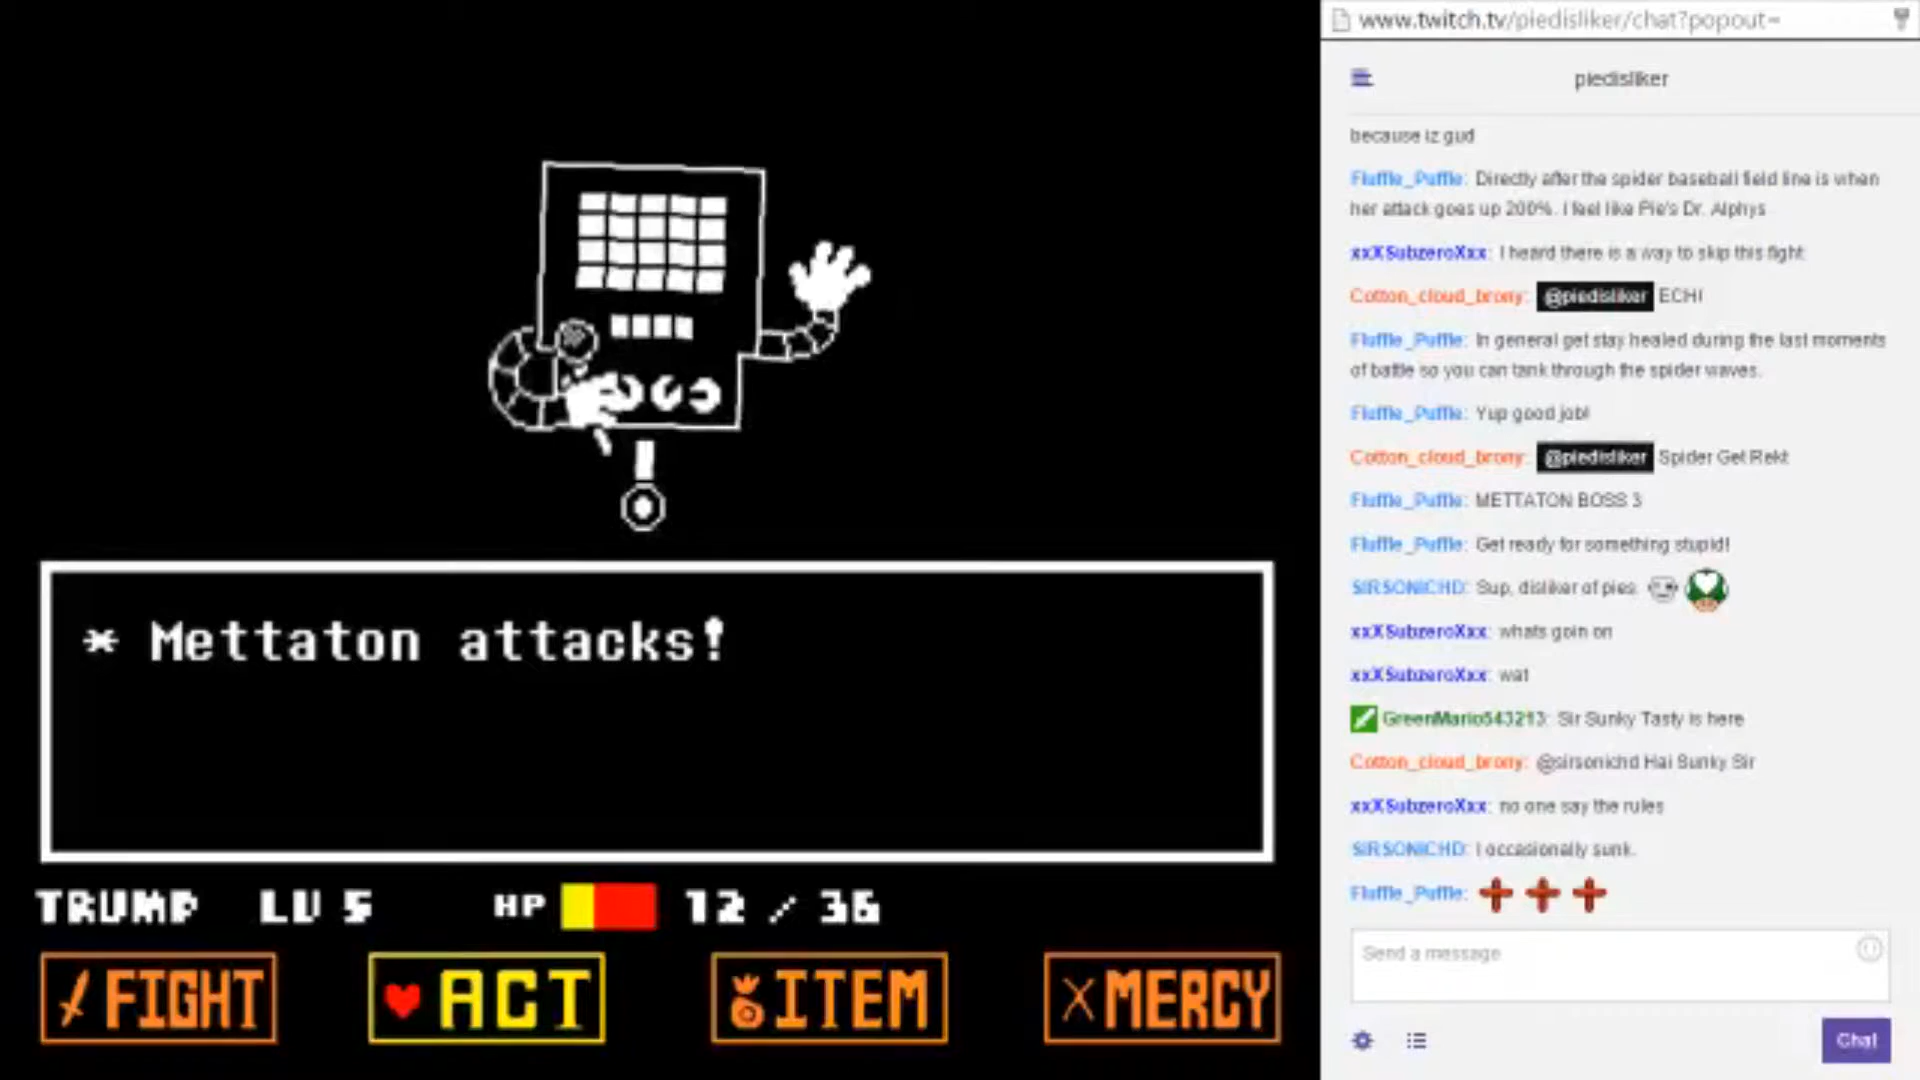 * Mettaton attacks!
TRUMP LV 5 HP 12 / 36
FIGHT ACT ITEM MERCY
www.twitch.tv/piedisliker/chat?popout=
piedisliker
because iz gud
Fluffle_Puffle: Directly after the spider baseball field line is when
her attack goes up 200%. I feel like Pie's Dr. Alphys
xxXSubzeroXxx: I heard there is a way to skip this fight
Cotton_cloud_brony: @piedisliker ECH!
Fluffle_Puffle: In general get stay healed during the last moments
of battle so you can tank through the spider waves.
Fluffle_Puffle: Yup good job!
Cotton_cloud_brony: @piedisliker Spider Get Rekt
Fluffle_Puffle: METTATON BOSS 3
Fluffle_Puffle: Get ready for something stupid!
SIRSONICHD: Sup, disliker of pies.
xxXSubzeroXxx: whats goin on
xxXSubzeroXxx: wat
GreenMario543213: Sir Sunky Tasty is here
Cotton_cloud_brony: @sirsonichd Hai Sunky Sir
xxXSubzeroXxx: no one say the rules
SIRSONICHD: I occasionally sunk.
Fluffle_Puffle:
Send a message
Chat